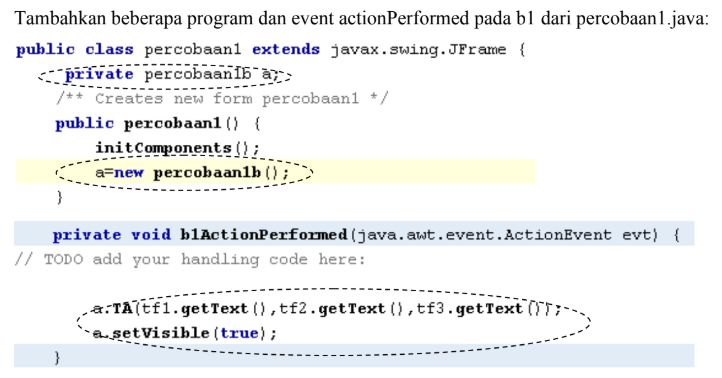 Tambahkan beberapa program dan event actionPerformed pada b1 dari percobaan1.java:
public class percobaan1 extends javax.swing.JFrame {
private percobaan1b a;
/** Creates new form percobaan1 */
public percobaan1() {
initComponents();
a=new percobaan1b();
}
private void b1ActionPerformed(java.awt.event.ActionEvent evt) {
// TODO add your handling code here:
a.TA(tf1.getText(),tf2.getText(),tf3.getText());
a.setVisible(true);
}